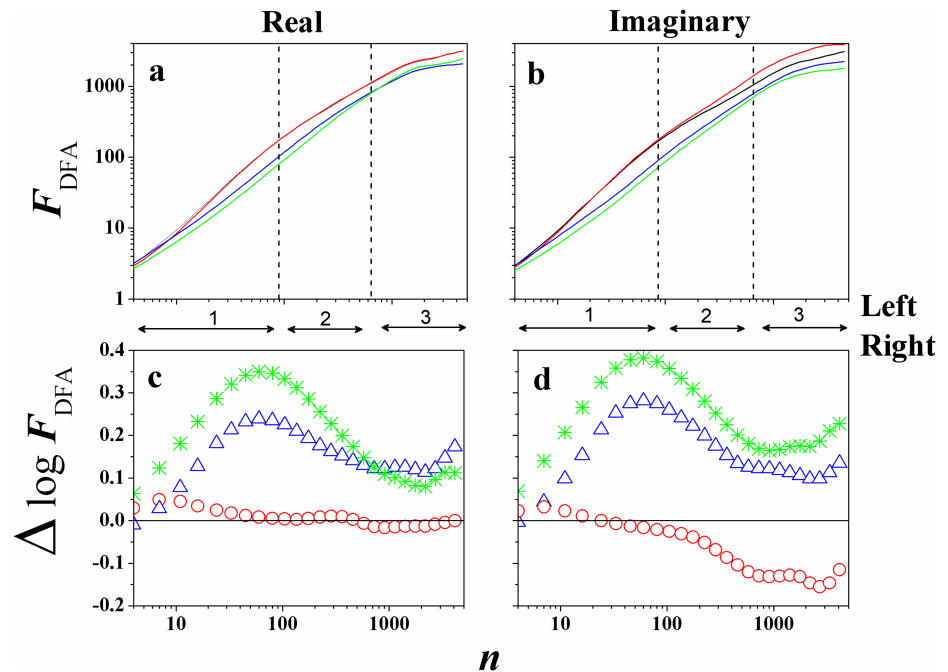 Real Imaginary
a b
1000
100
10
1
F DFA
1 2 3 1 2 3
Left
Right
c d
0.4
0.3
0.2
0.1
0.0
-0.1
-0.2
Δ log F DFA
10 100 1000 10 100 1000
n